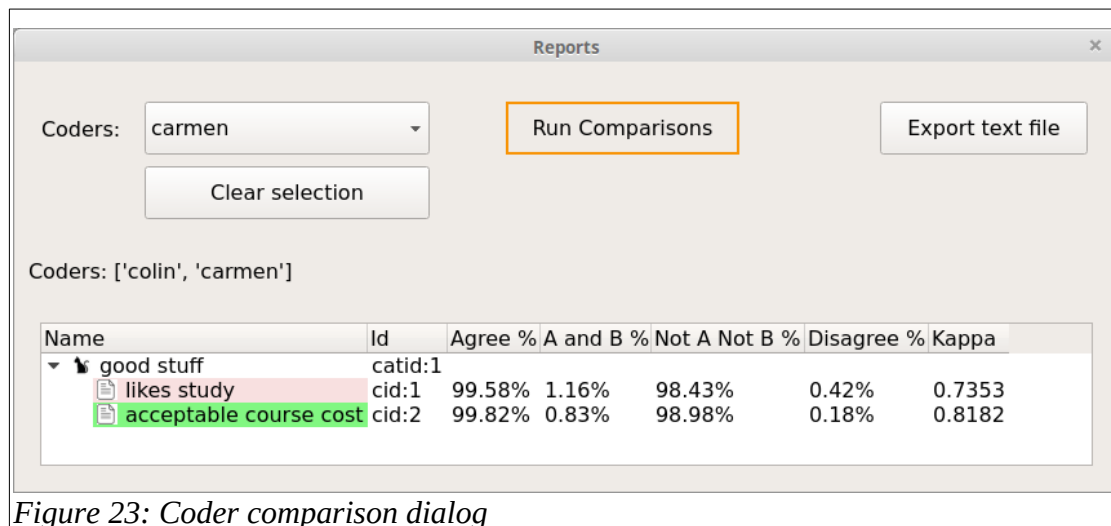 Reports ×
Coders: carmen Run Comparisons Export text file
Clear selection
Coders: ['colin', 'carmen']
Name Id Agree % A and B % Not A Not B % Disagree % Kappa
good stuff catid:1
likes study cid:1 99.58% 1.16% 98.43% 0.42% 0.7353
acceptable course cost cid:2 99.82% 0.83% 98.98% 0.18% 0.8182
Figure 23: Coder comparison dialog